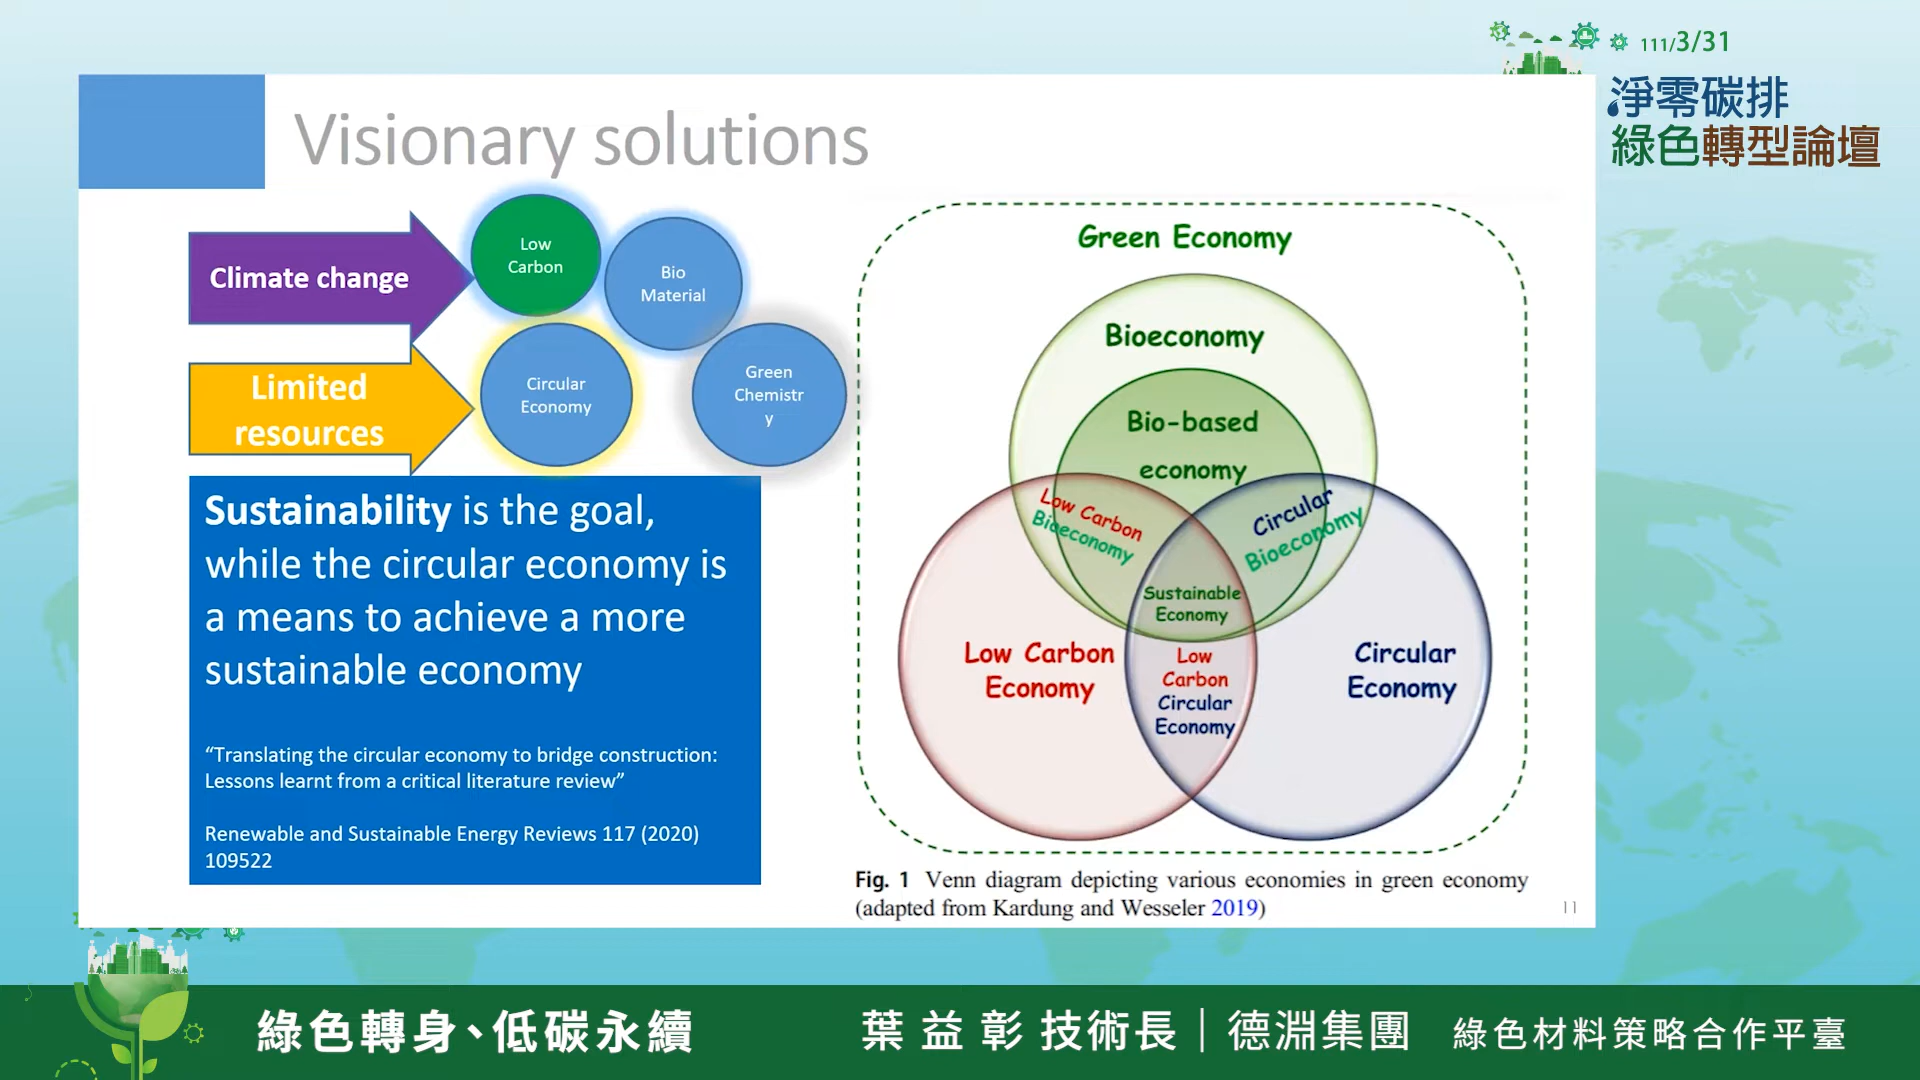 111/3/31
淨零碳排
綠色轉型論壇
Visionary solutions
Climate change
Limited
resources
Low
Carbon
Bio
Material
Circular
Economy
Green
Chemistr
y
Sustainability is the goal,
while the circular economy is
a means to achieve a more
sustainable economy
“Translating the circular economy to bridge construction:
Lessons learnt from a critical literature review”
Renewable and Sustainable Energy Reviews 117 (2020)
109522
Green Economy
Bioeconomy
Bio-based
economy
Low Carbon
Bioeconomy
Circular
Bioeconomy
Sustainable
Economy
Low Carbon
Economy
Low
Carbon
Circular
Economy
Circular
Economy
Fig. 1 Venn diagram depicting various economies in green economy
(adapted from Kardung and Wesseler 2019)
11
綠色轉身、低碳永續
葉益彰 技術長｜德淵集團 綠色材料策略合作平臺